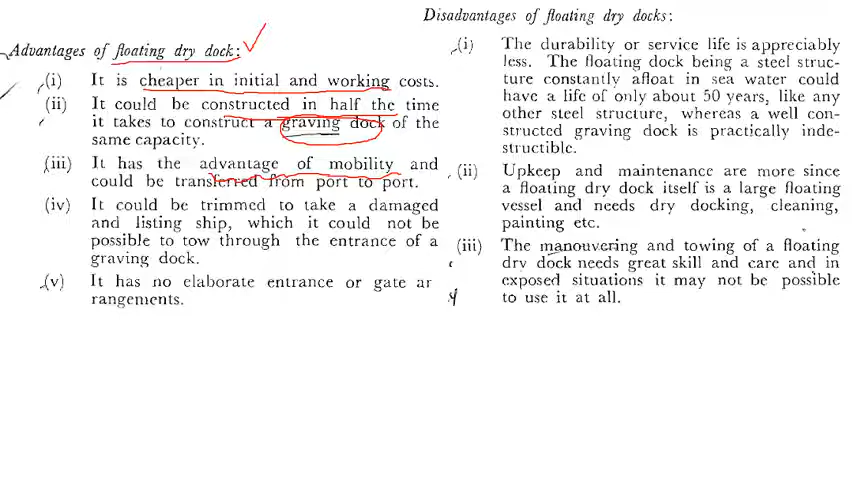 Advantages of floating dry dock:
(i) It is cheaper in initial and working costs.
(ii) It could be constructed in half the time
it takes to construct a graving dock of the
same capacity.
(iii) It has the advantage of mobility and
could be transferred from port to port.
(iv) It could be trimmed to take a damaged
and listing ship, which it could not be
possible to tow through the entrance of a
graving dock.
(v) It has no elaborate entrance or gate ar
rangements.
Disadvantages of floating dry docks:
(i) The durability or service life is appreciably
less. The floating dock being a steel struc-
ture constantly afloat in sea water could
have a life of only about 50 years, like any
other steel structure, whereas a well con-
structed graving dock is practically inde-
structible.
(ii) Upkeep and maintenance are more since
a floating dry dock itself is a large floating
vessel and needs dry docking, cleaning,
painting etc.
(iii) The manouvering and towing of a floating
dry dock needs great skill and care and in
exposed situations it may not be possible
to use it at all.